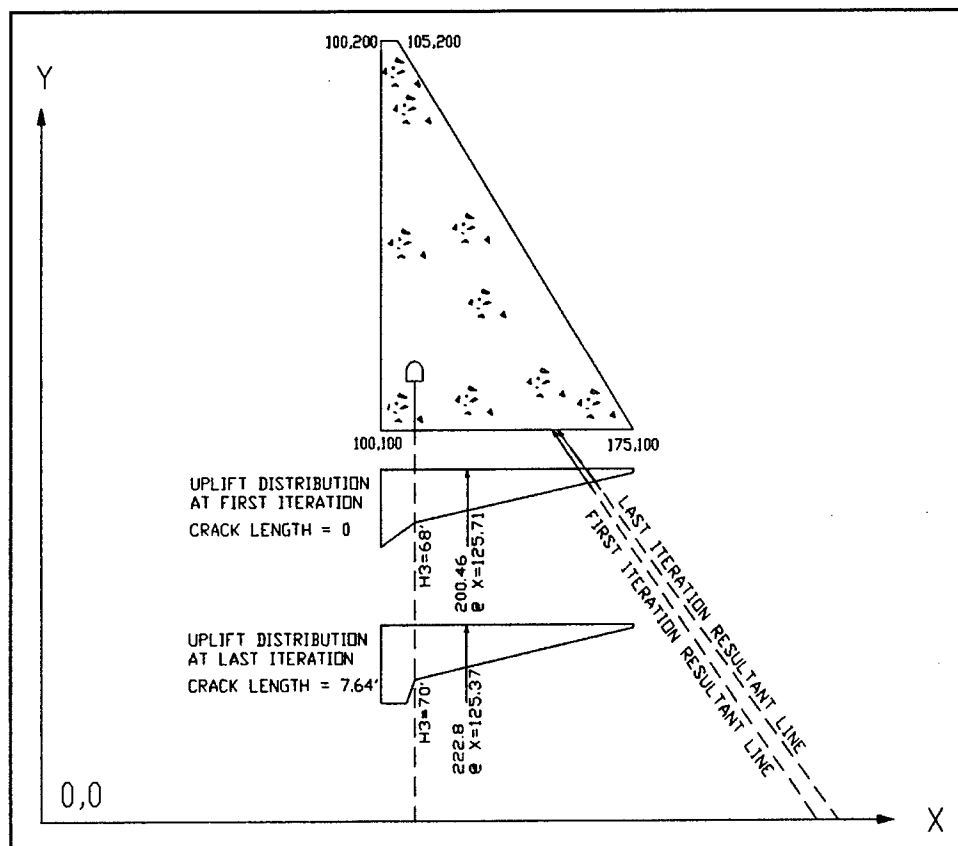 100,200
105,200
Y
100,100
175,100
UPLIFT DISTRIBUTION
AT FIRST ITERATION
CRACK LENGTH = 0
H3=68'
200.46
@ X=125.71
UPLIFT DISTRIBUTION
AT LAST ITERATION
CRACK LENGTH = 7.64'
H3=70'
222.8
@ X=125.37
LAST ITERATION RESULTANT LINE
FIRST ITERATION RESULTANT LINE
0,0
X